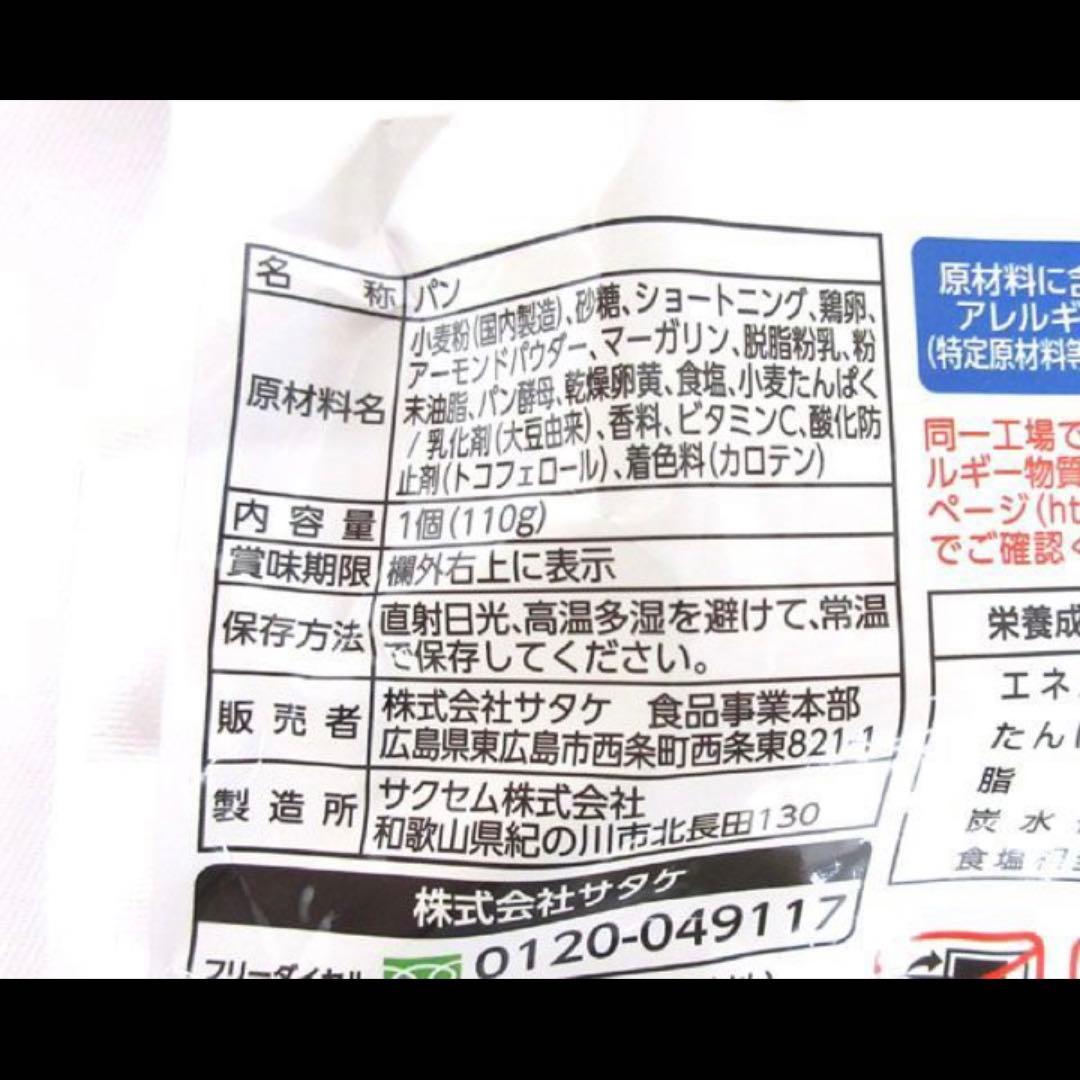 名称 パン
原材料名 小麦粉(国内製造)、砂糖、ショートニング、鶏卵、
アーモンドパウダー、マーガリン、脱脂粉乳、粉
末油脂、パン酵母、乾燥卵黄、食塩、小麦たんぱく
/乳化剤(大豆由来)、香料、ビタミンC、酸化防
止剤(トコフェロール)、着色料(カロテン)
内容量 1個(110g)
賞味期限 欄外右上に表示
保存方法 直射日光、高温多湿を避けて、常温
で保存してください。
販売者 株式会社サタケ 食品事業本部
広島県東広島市西条町西条東821-1
製造所 サクセム株式会社
和歌山県紀の川市北長田130
株式会社サタケ
フリーダイヤル 0120-049117
原材料に含
アレルギ
(特定原材料等
同一工場で
ルギー物質
ページ(ht
でご確認く
栄養成
エネ
たん
脂
炭水
食塩相